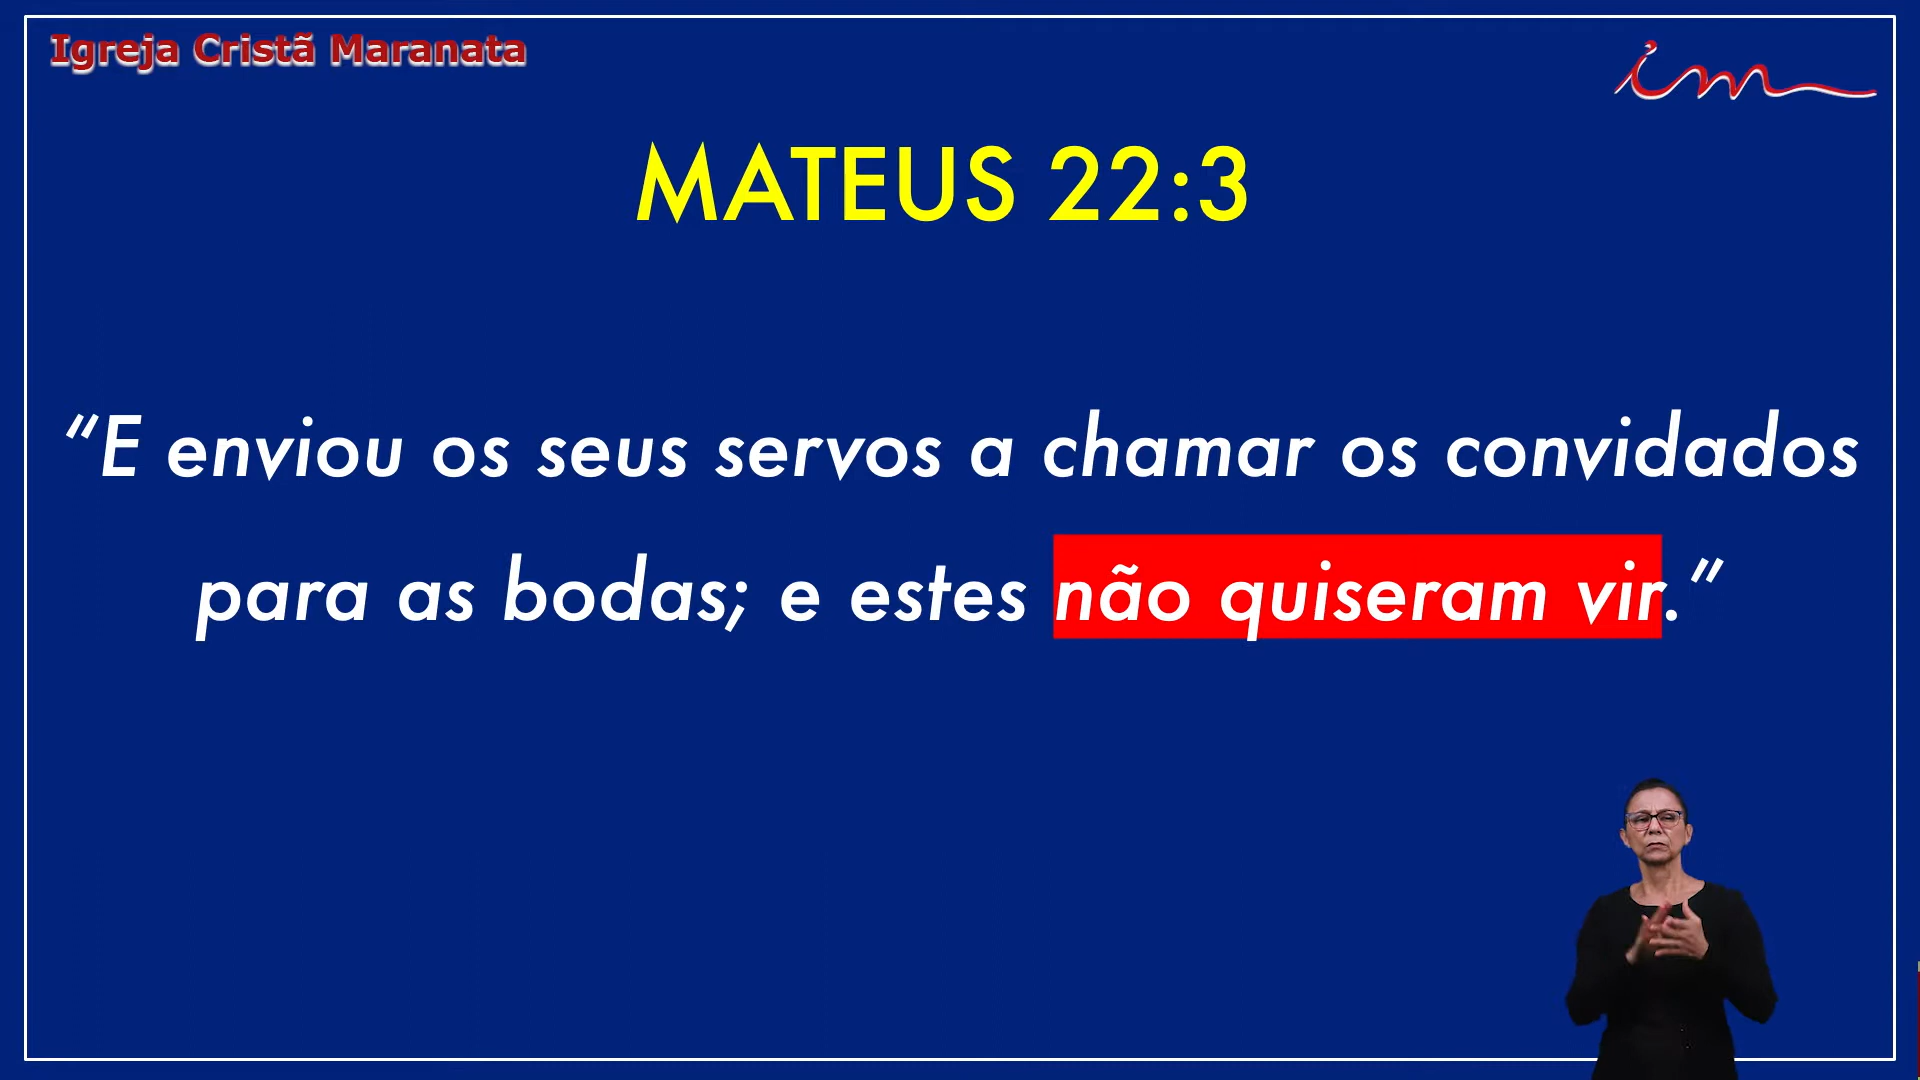 Igreja Cristã Maranata
im
MATEUS 22:3
“E enviou os seus servos a chamar os convidados
para as bodas; e estes não quiseram vir.”